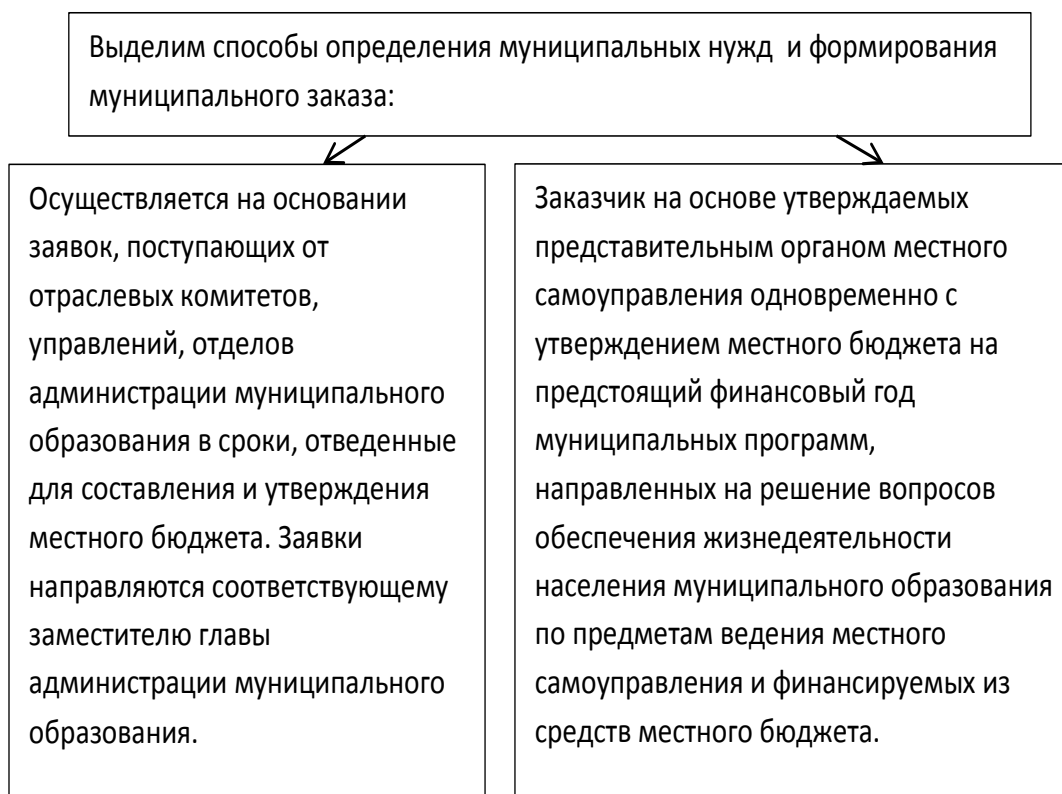 Выделим способы определения муниципальных нужд и формирования
муниципального заказа:
Осуществляется на основании
заявок, поступающих от
отраслевых комитетов,
управлений, отделов
администрации муниципального
образования в сроки, отведенные
для составления и утверждения
местного бюджета. Заявки
направляются соответствующему
заместителю главы
администрации муниципального
образования.
Заказчик на основе утверждаемых
представительным органом местного
самоуправления одновременно с
утверждением местного бюджета на
предстоящий финансовый год
муниципальных программ,
направленных на решение вопросов
обеспечения жизнедеятельности
населения муниципального образования
по предметам ведения местного
самоуправления и финансируемых из
средств местного бюджета.